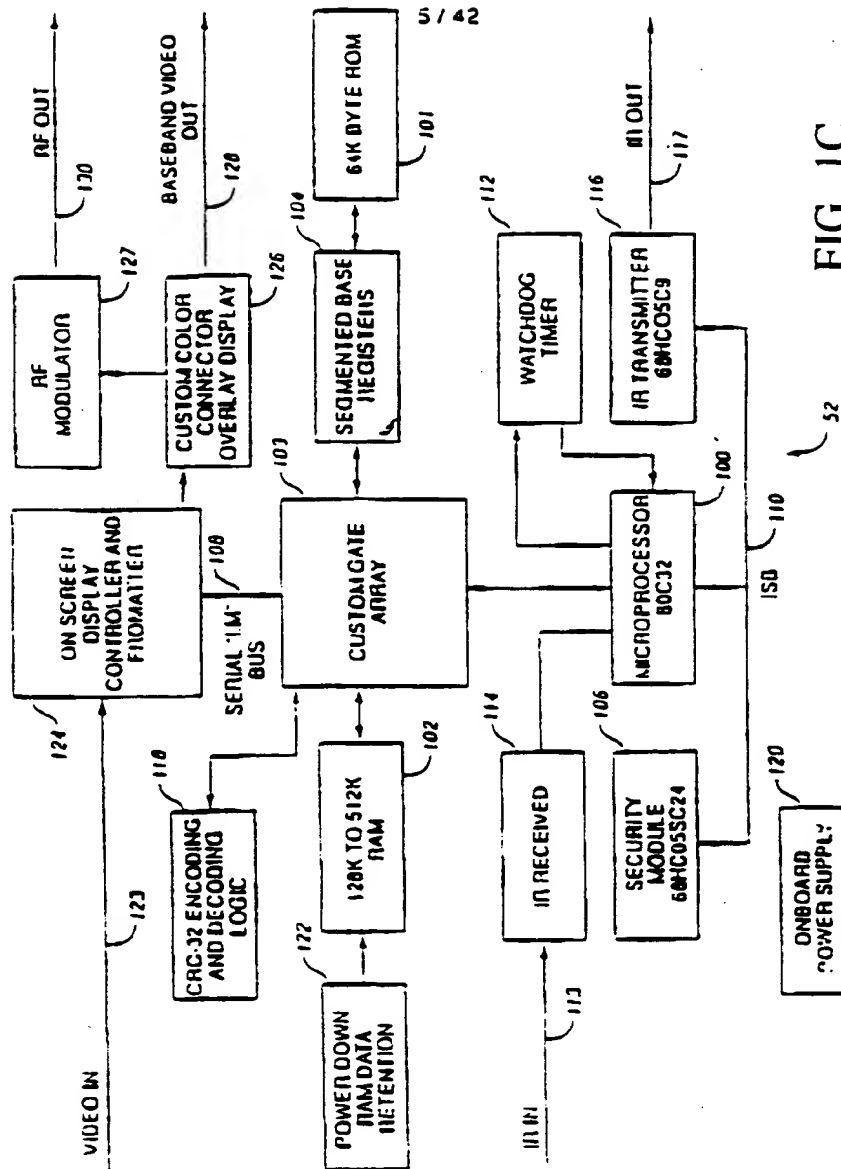 5 / 42
VIDEO IN
123
124
ON SCREEN
DISPLAY
CONTROLLER AND
FROMATTER
RF
MODULATOR
127
RF OUT
130
CUSTOM COLOR
CONNECTOR
OVERLAY DISPLAY
126
BASEBAND VIDEO
OUT
128
118
CRC-32 ENCODING
AND DECODING
LOGIC
SERIAL "I.M"
BUS
108
103
CUSTOM GATE
ARRAY
104
SEGMENTED BASE
REGISTERS
64K BYTE ROM
101
122
POWER DOWN
RAM DATA
RETENTION
128K TO 512K
RAM
102
IR IN
113
114
IR RECEIVED
106
SECURITY
MODULE
68HC05SC24
MICROPROCESSOR
80C32
100'
112
WATCHDOG
TIMER
116
IR TRANSMITTER
68HC05C9
IR OUT
117
110
ISB
120
ONBOARD
POWER SUPPLY
52
FIG. 1C